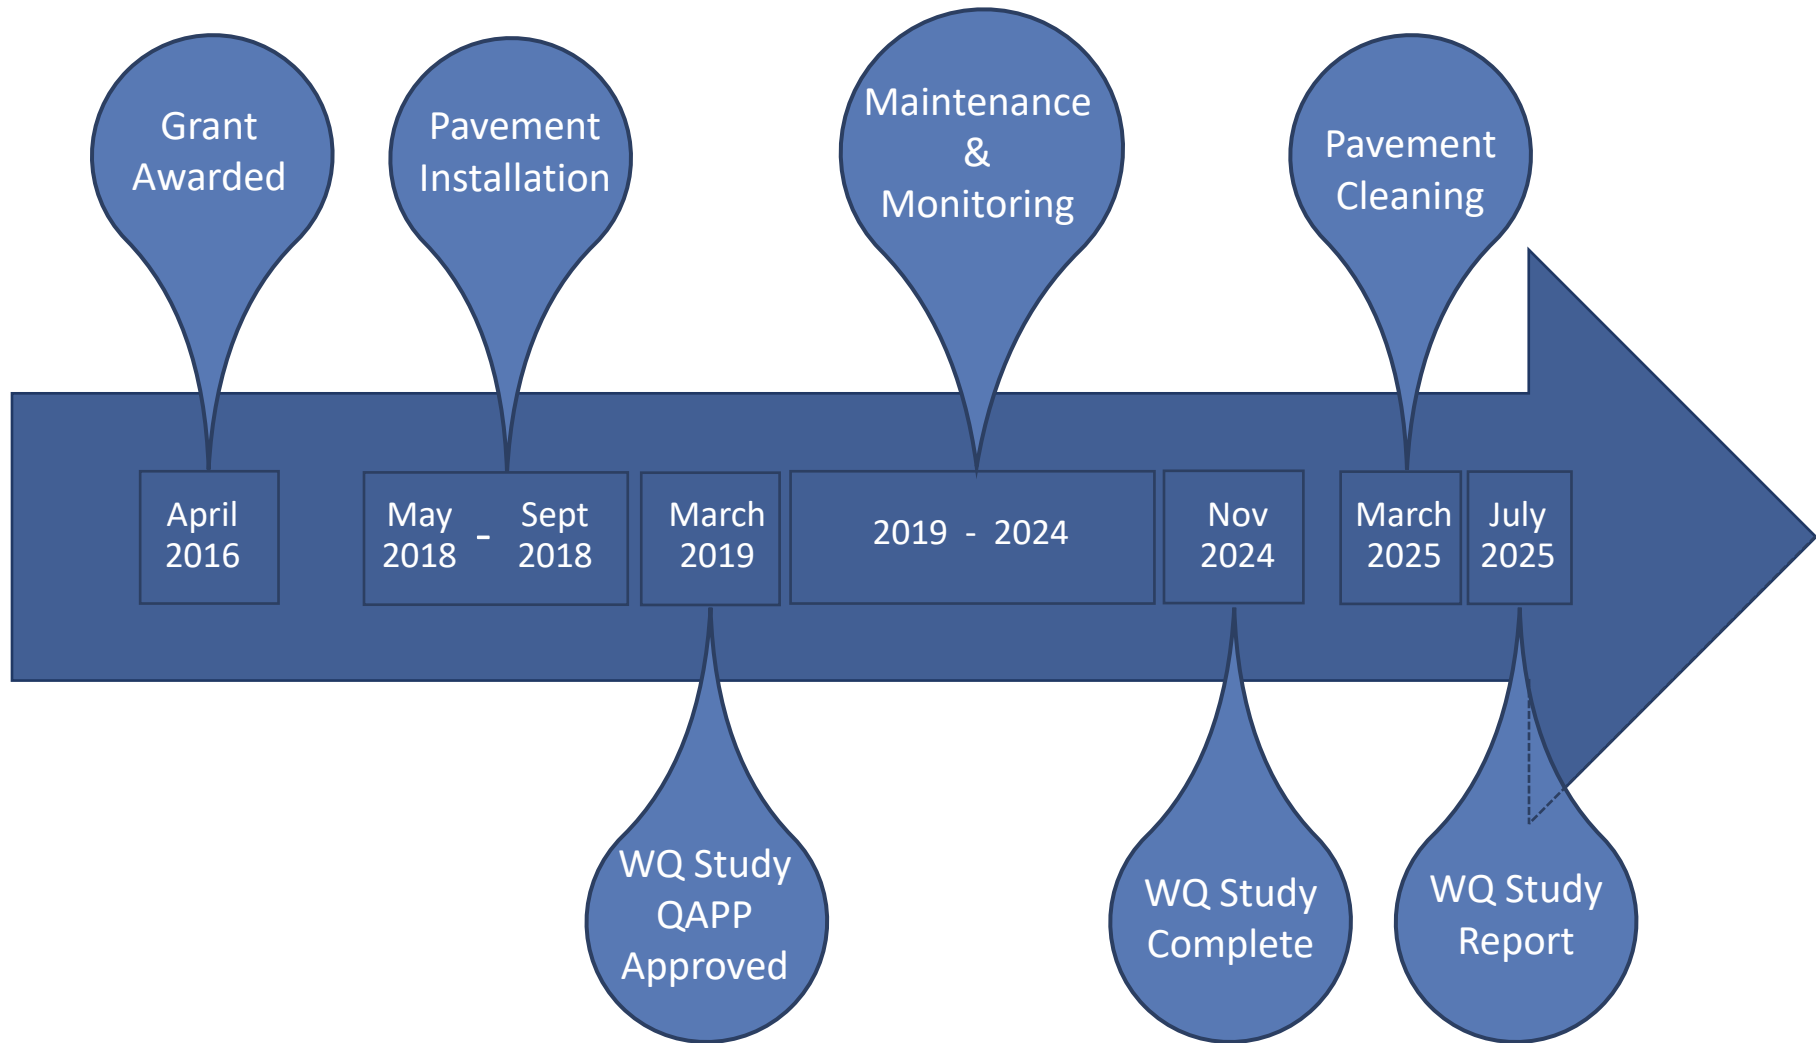 Grant
Awarded
Pavement
Installation
Maintenance
&
Monitoring
Pavement
Cleaning
April
2016
May
2018
-
Sept
2018
March
2019
2019 - 2024
Nov
2024
March
2025
July
2025
WQ Study
QAPP
Approved
WQ Study
Complete
WQ Study
Report